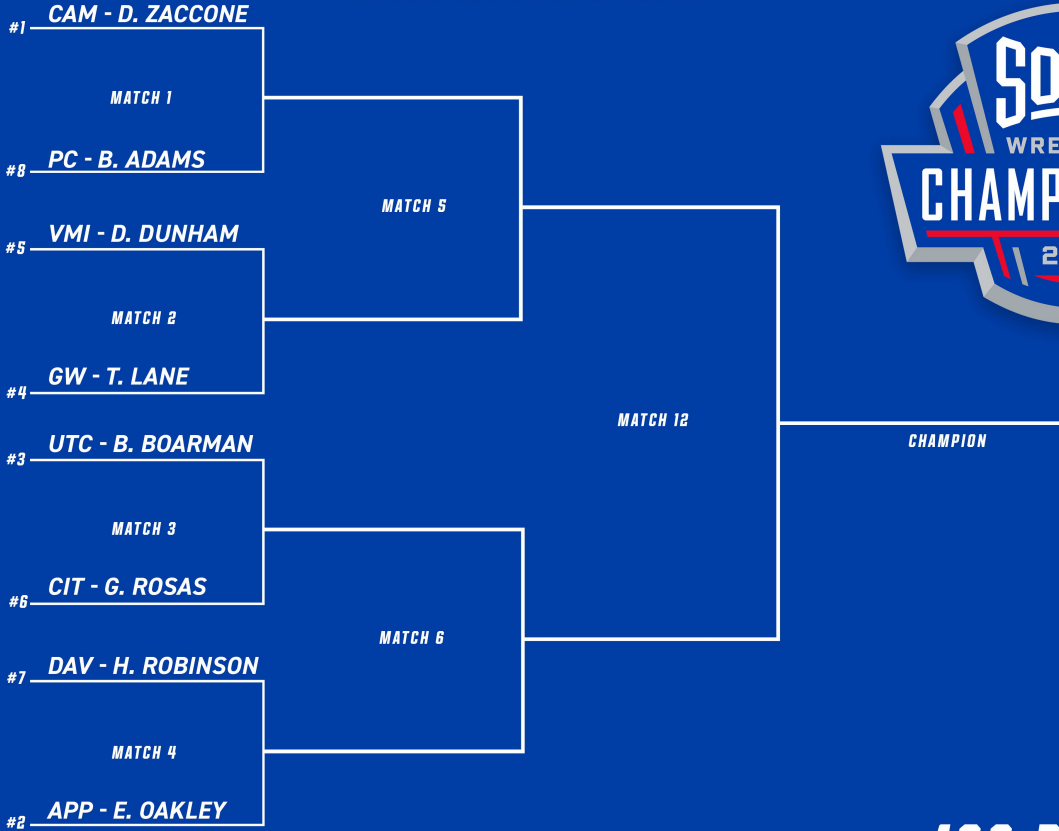 CAM - D. ZACCONE
#1
MATCH 1
PC - B. ADAMS
#8
MATCH 5
VMI - D. DUNHAM
#5
MATCH 2
GW - T. LANE
#4
MATCH 12
CHAMPION
UTC - B. BOARMAN
#3
MATCH 3
CIT - G. ROSAS
#6
MATCH 6
DAV - H. ROBINSON
#7
MATCH 4
APP - E. OAKLEY
#2